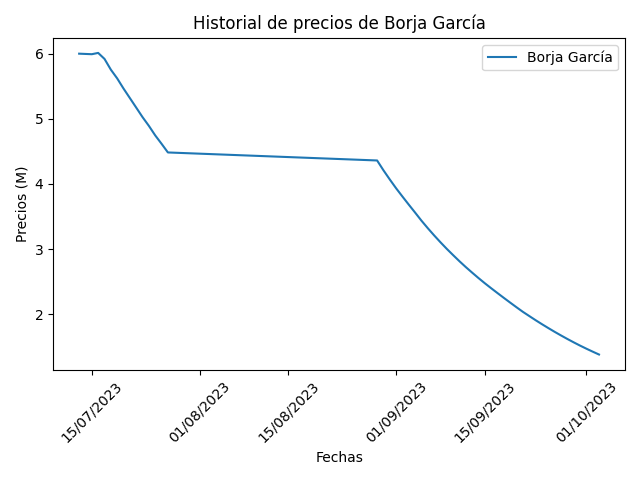 Historial de precios de Borja García
Borja García
Precios (M)
6
5
4
3
2
15/07/2023
01/08/2023
15/08/2023
01/09/2023
15/09/2023
01/10/2023
Fechas